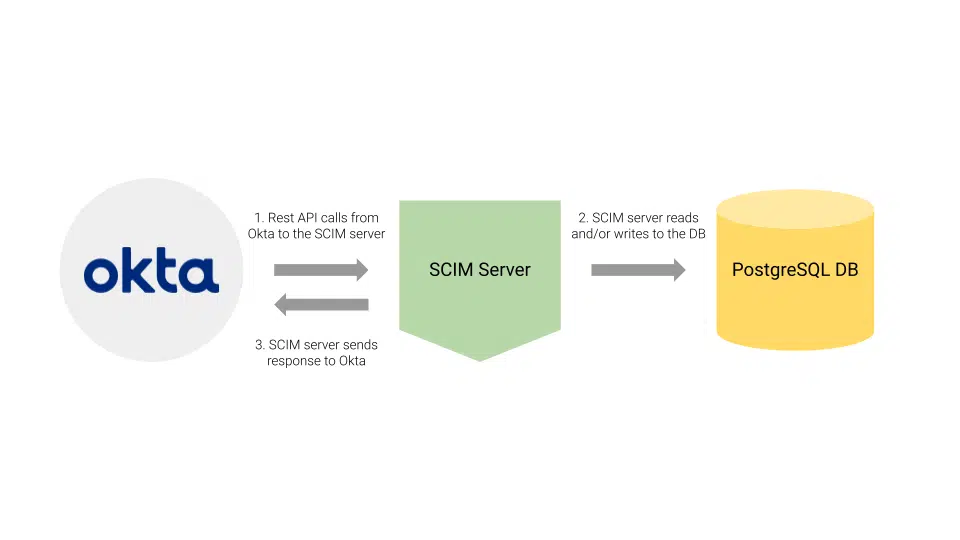 okta
1. Rest API calls from
Okta to the SCIM server
3. SCIM server sends
response to Okta
SCIM Server
2. SCIM server reads
and/or writes to the DB
PostgreSQL DB